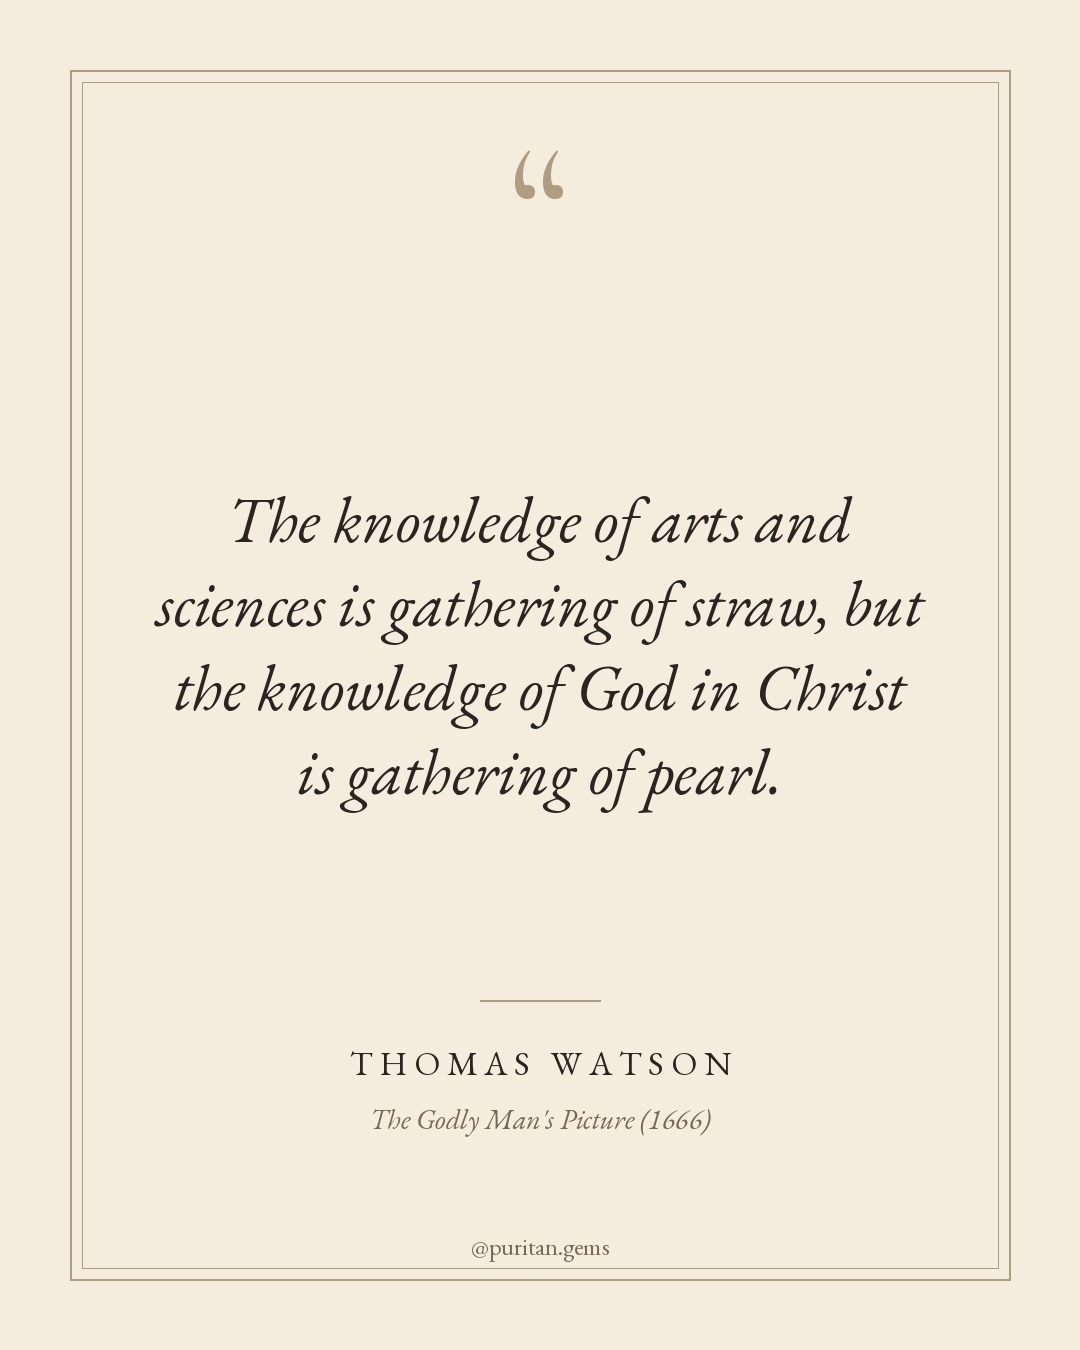 “
The knowledge of arts and
sciences is gathering of straw, but
the knowledge of God in Christ
is gathering of pearl.
THOMAS WATSON
The Godly Man's Picture (1666)
@puritan.gems